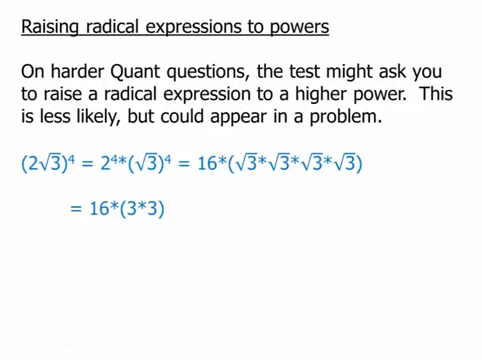 Raising radical expressions to powers
On harder Quant questions, the test might ask you
to raise a radical expression to a higher power.  This
is less likely, but could appear in a problem.
(2√3)⁴ = 2⁴*(√3)⁴ = 16*(√3*√3*√3*√3)
= 16*(3*3)